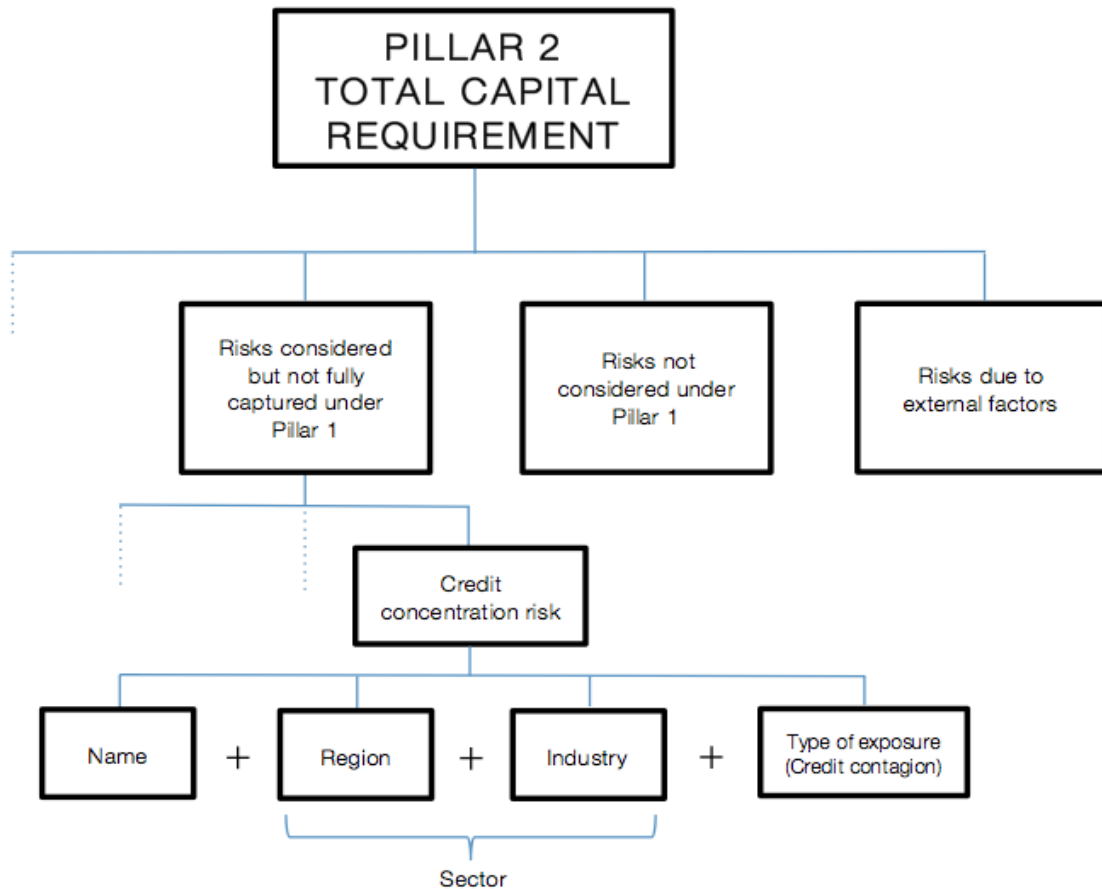 PILLAR 2
TOTAL CAPITAL
REQUIREMENT
Risks considered
but not fully
captured under
Pillar 1
Risks not
considered under
Pillar 1
Risks due to
external factors
Credit
concentration risk
Name
+
Region
+
Industry
+
Type of exposure
(Credit contagion)
Sector